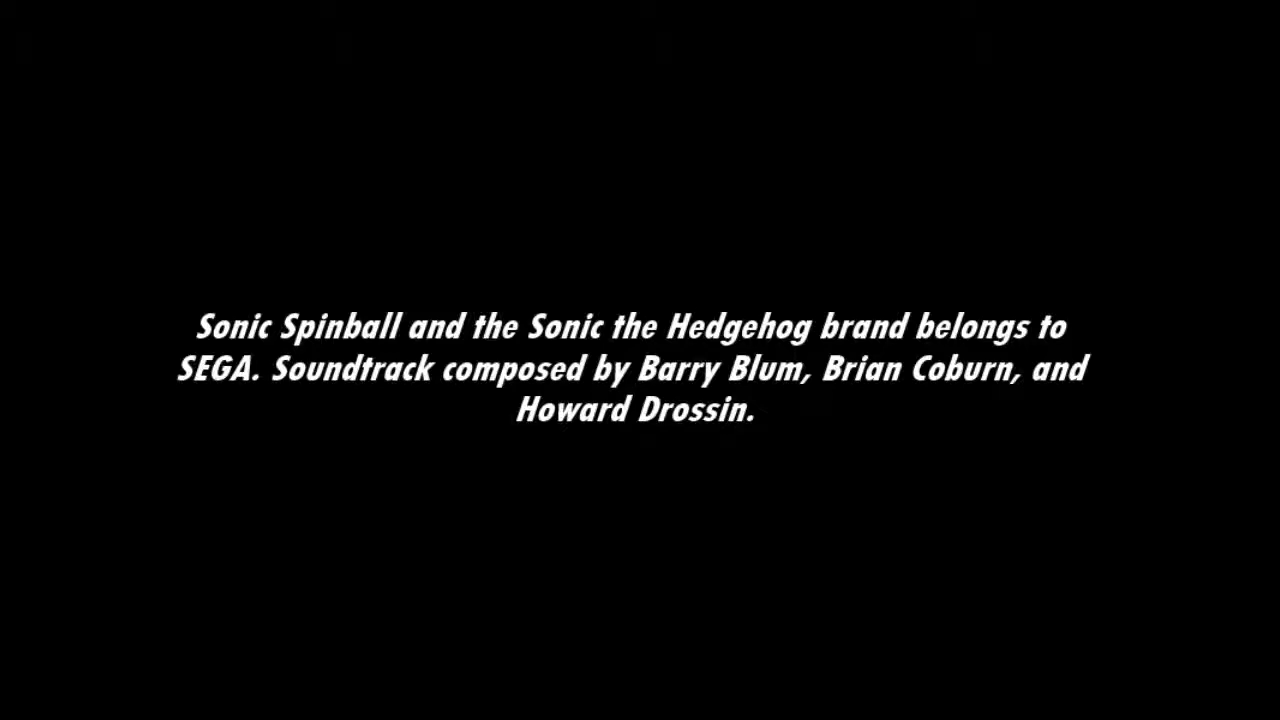 Sonic Spinball and the Sonic the Hedgehog brand belongs to
SEGA. Soundtrack composed by Barry Blum, Brian Coburn, and
Howard Drossin.